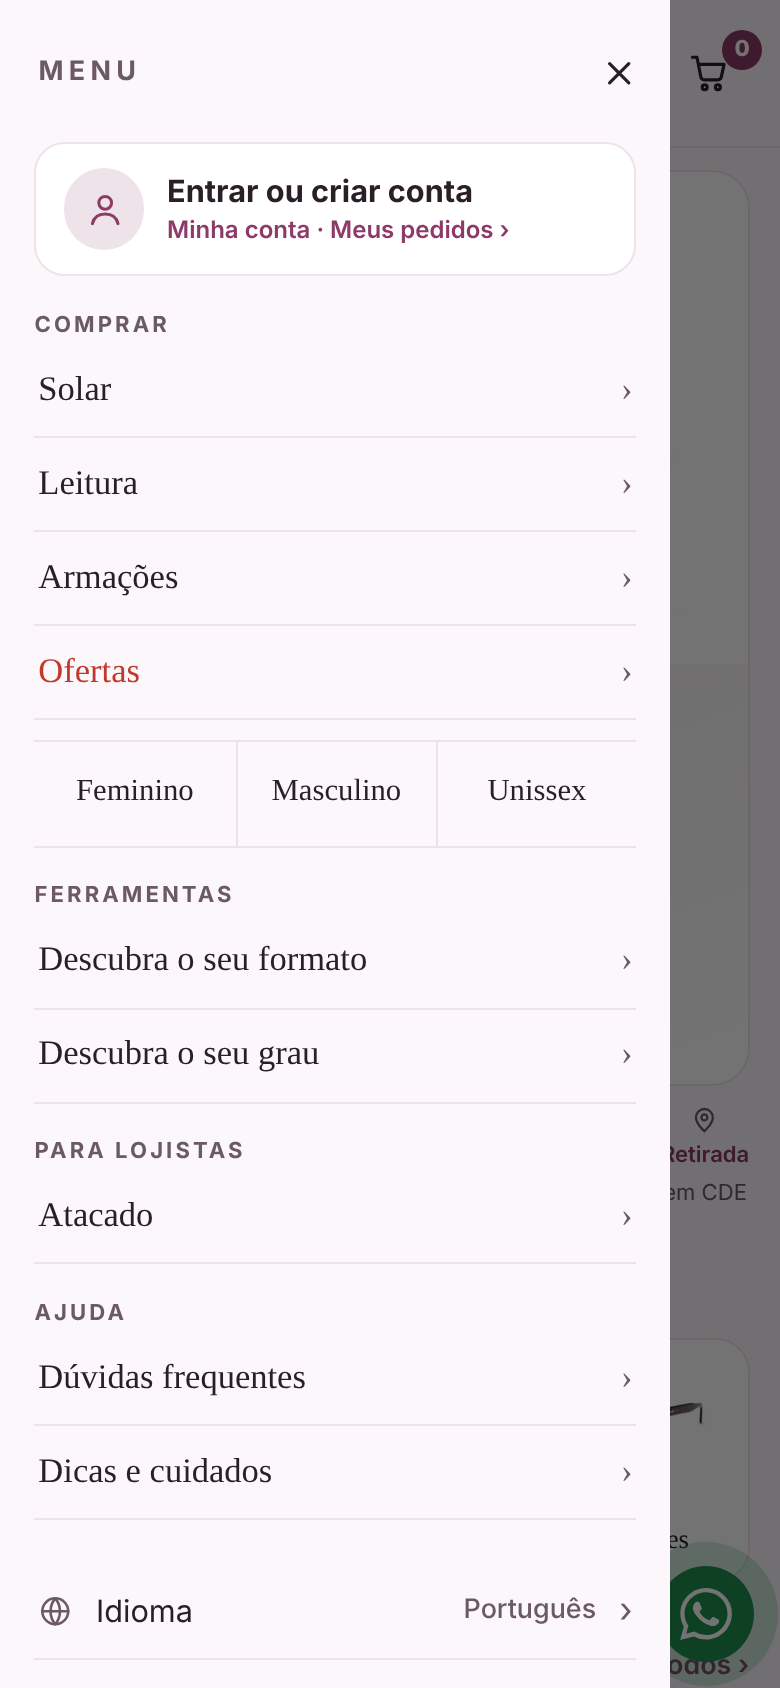 MENU
0
Entrar ou criar conta
Minha conta · Meus pedidos ›
COMPRAR
Solar ›
Leitura ›
Armações ›
Ofertas ›
Feminino Masculino Unissex
FERRAMENTAS
Descubra o seu formato ›
Descubra o seu grau ›
Retirada
em CDE
PARA LOJISTAS
Atacado ›
AJUDA
Dúvidas frequentes ›
Dicas e cuidados ›
Idioma Português ›